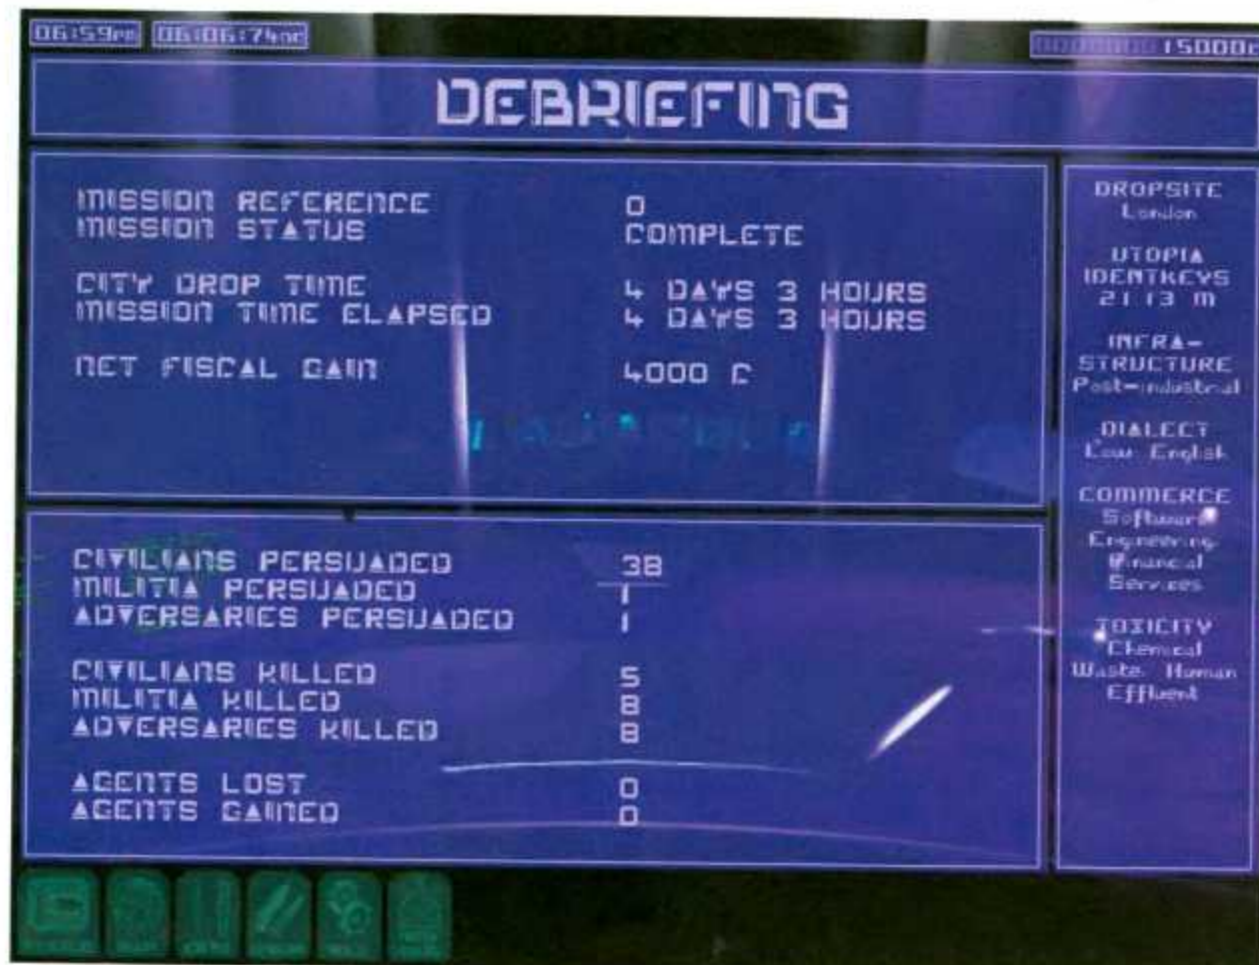 06:59PM 06:06:74NC
15000C
DEBRIEFING
MISSION REFERENCE 0
MISSION STATUS COMPLETE
CITY DROP TIME 4 DAYS 3 HOURS
MISSION TIME ELAPSED 4 DAYS 3 HOURS
NET FISCAL GAIN 4000 C
CIVILIANS PERSUADED 38
MILITIA PERSUADED 1
ADVERSARIES PERSUADED 1
CIVILIANS KILLED 5
MILITIA KILLED 8
ADVERSARIES KILLED 8
AGENTS LOST 0
AGENTS GAINED 0
DROPSITE
London
UTOPIA
IDENTKEYS
21 13 M
INFRA-
STRUCTURE
Post-industrial
DIALECT
Low English
COMMERCE
Software
Engineering
Financial
Services
TOXICITY
Chemical
Waste. Human
Effluent